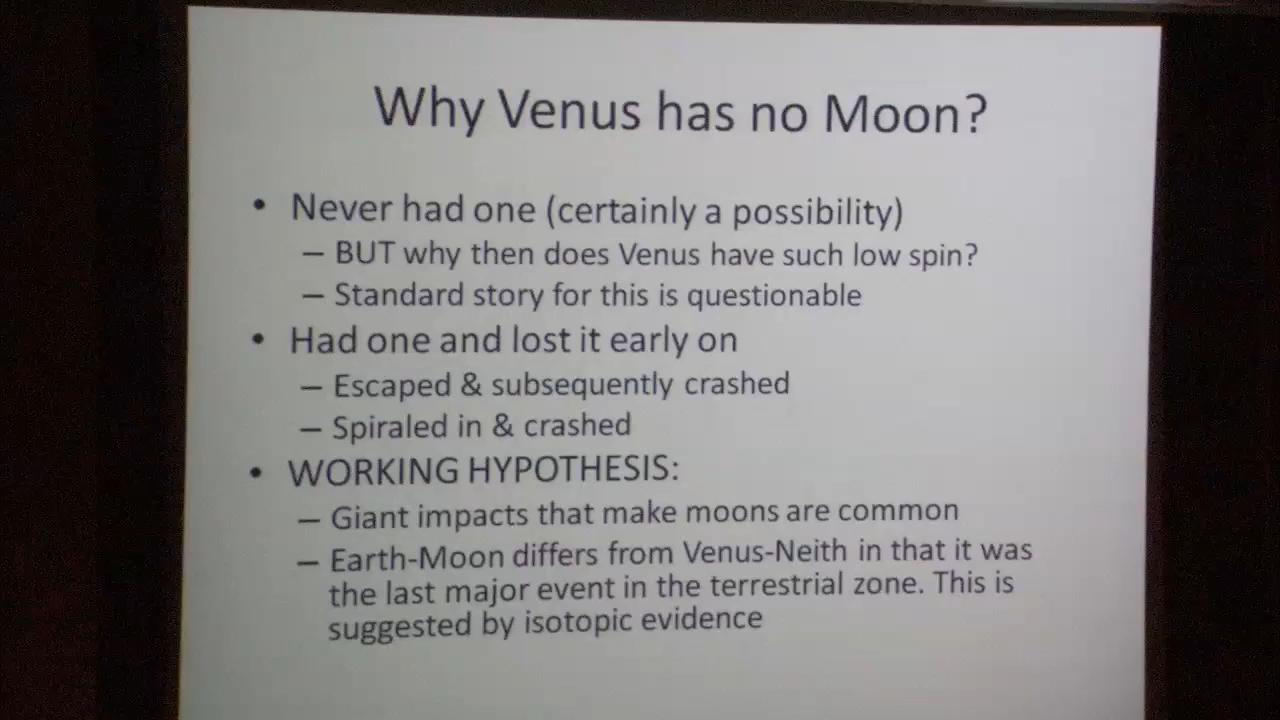 Why Venus has no Moon?
• Never had one (certainly a possibility)
– BUT why then does Venus have such low spin?
– Standard story for this is questionable
• Had one and lost it early on
– Escaped & subsequently crashed
– Spiraled in & crashed
• WORKING HYPOTHESIS:
– Giant impacts that make moons are common
– Earth-Moon differs from Venus-Neith in that it was
the last major event in the terrestrial zone. This is
suggested by isotopic evidence